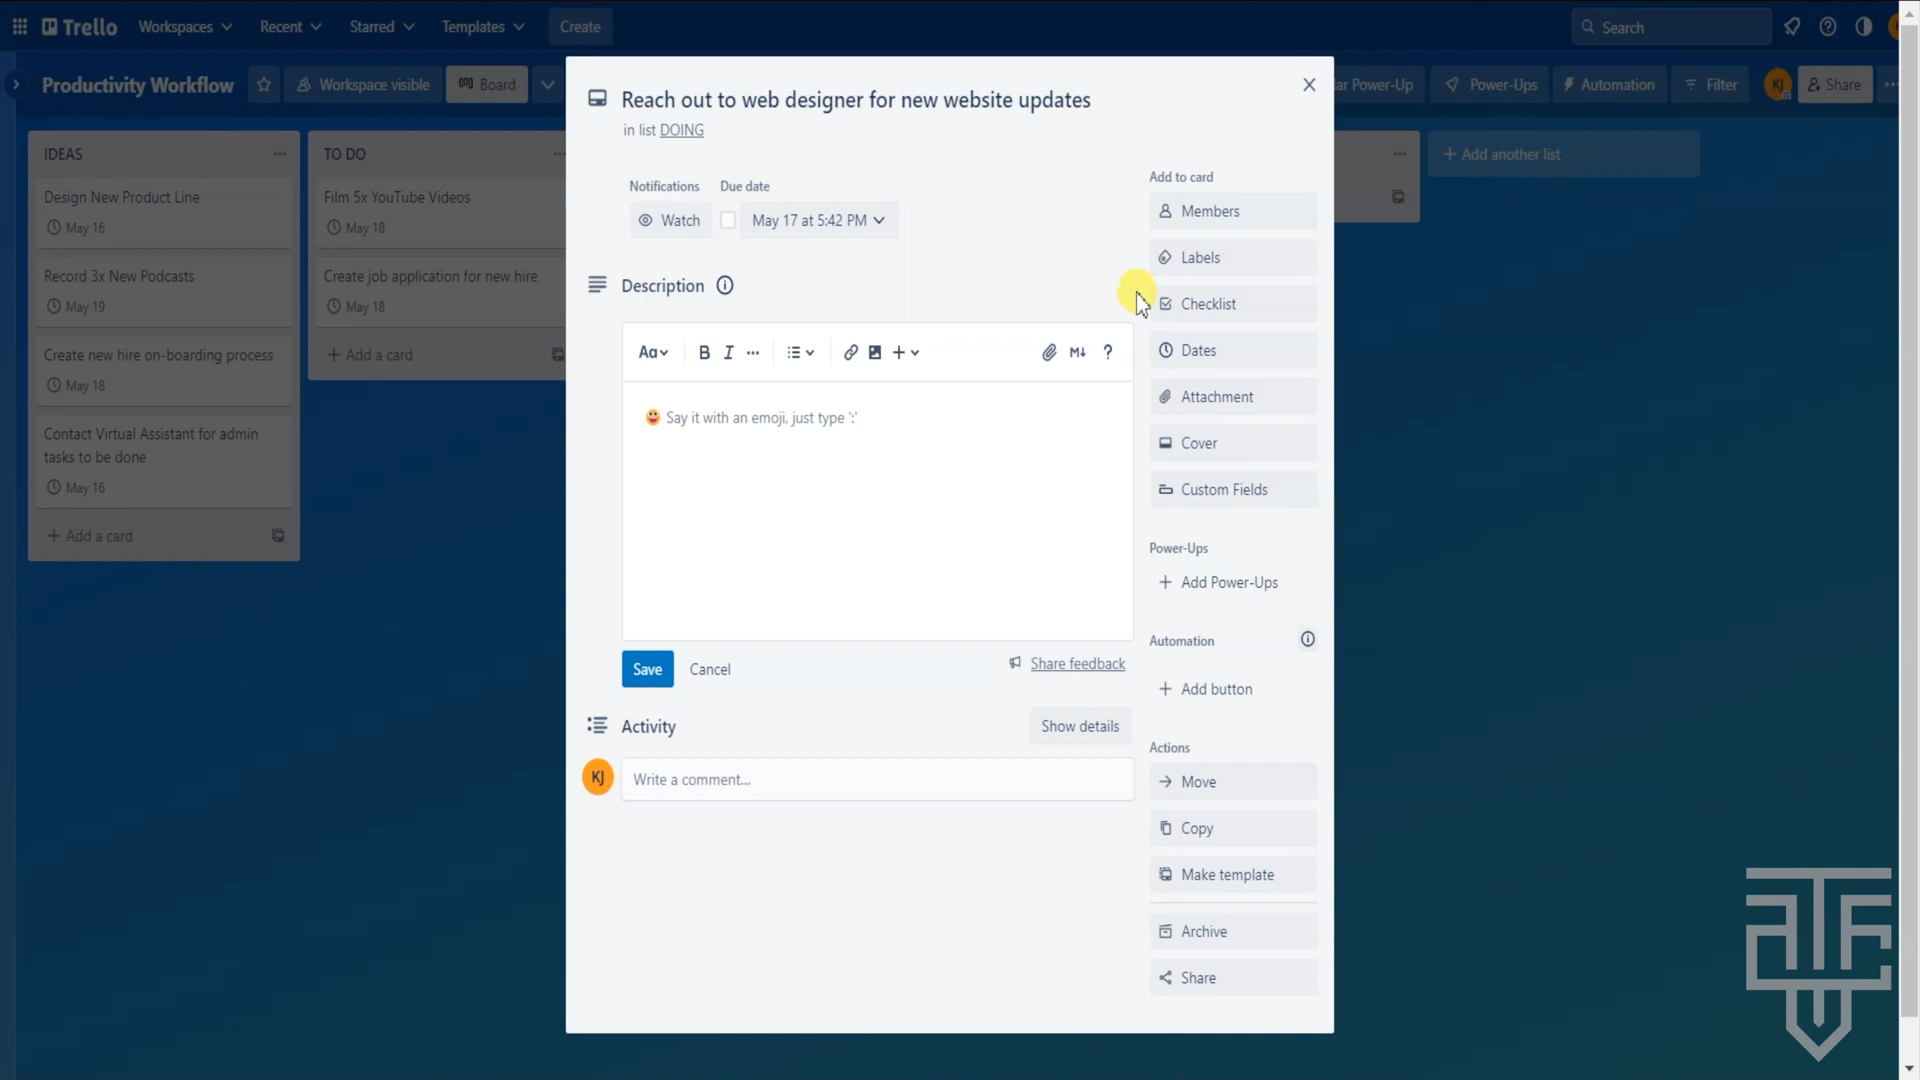 Trello
Workspaces
Recent
Starred
Templates
Create
Search
Productivity Workflow
Workspace visible
Board
Power-Up
Power-Ups
Automation
Filter
KJ
Share
IDEAS
Design New Product Line
May 16
Record 3x New Podcasts
May 19
Create new hire on-boarding process
May 18
Contact Virtual Assistant for admin
tasks to be done
May 16
+ Add a card
TO DO
Film 5x YouTube Videos
May 18
Create job application for new hire
May 18
+ Add a card
+ Add another list
Reach out to web designer for new website updates
in list DOING
Notifications
Due date
Watch
May 17 at 5:42 PM
Description
Aa
B
I
M↓
?
Say it with an emoji, just type ':'
Save
Cancel
Share feedback
Activity
Show details
KJ
Write a comment...
Add to card
Members
Labels
Checklist
Dates
Attachment
Cover
Custom Fields
Power-Ups
+ Add Power-Ups
Automation
+ Add button
Actions
Move
Copy
Make template
Archive
Share